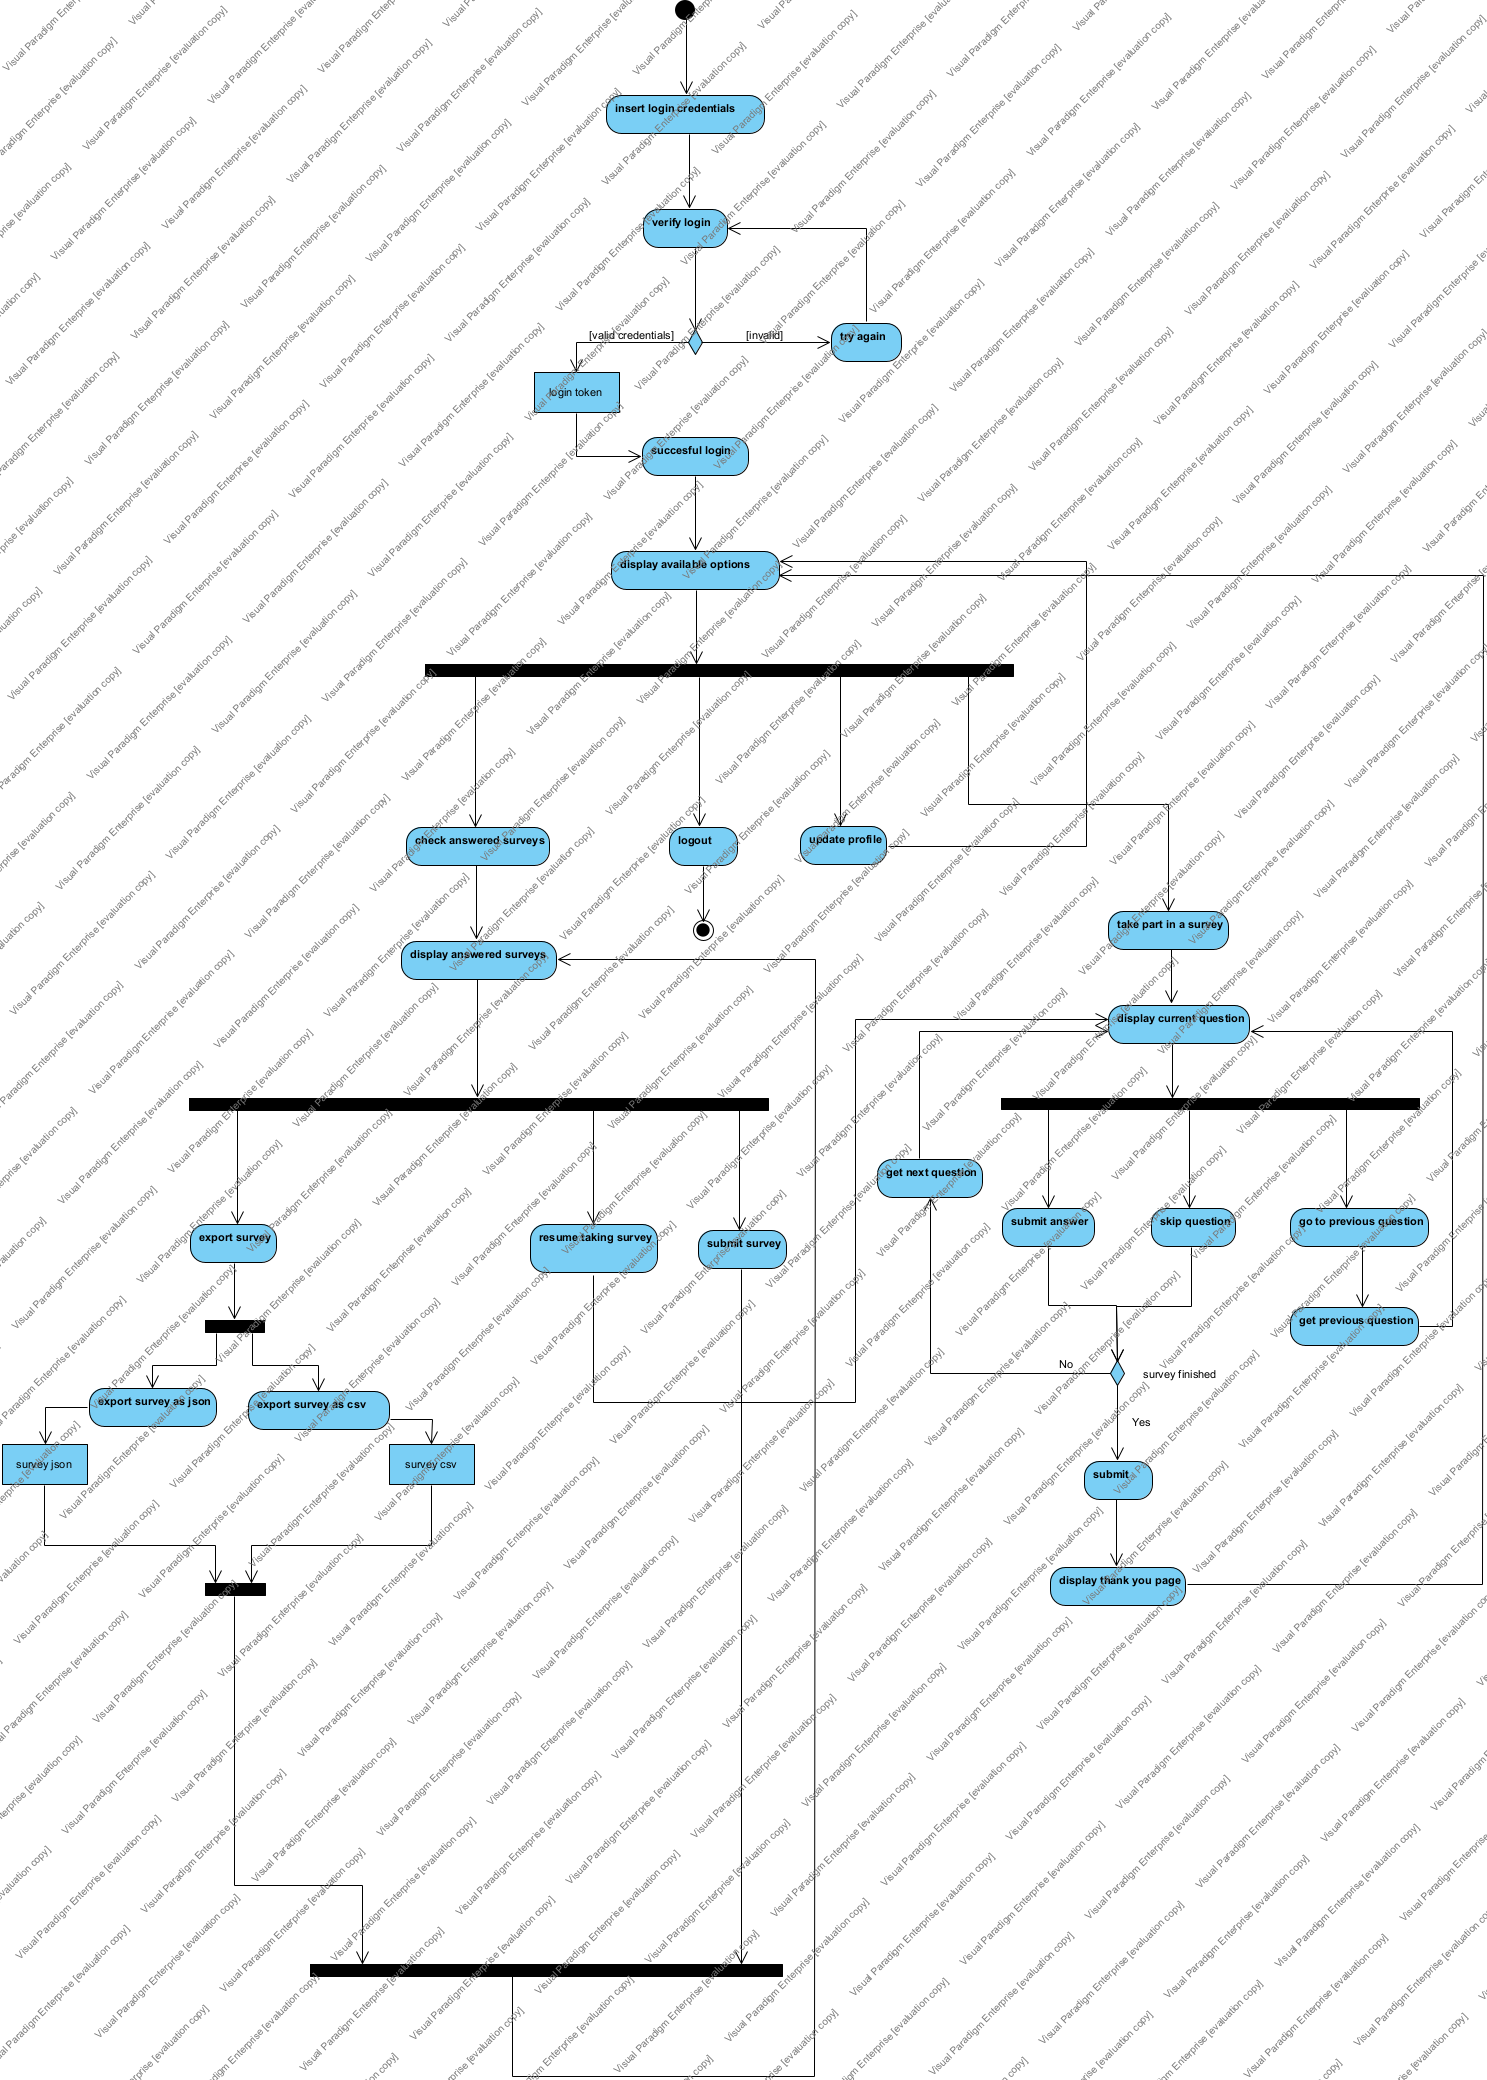 insert login credentials
verify login
[valid credentials]
[invalid]
try again
login token
succesful login
display available options
check answered surveys
logout
update profile
take part in a survey
display answered surveys
display current question
get next question
submit answer
skip question
go to previous question
export survey
resume taking survey
submit survey
get previous question
No
survey finished
export survey as json
export survey as csv
Yes
survey json
survey csv
submit
display thank you page
Visual Paradigm Enterprise [evaluation copy]